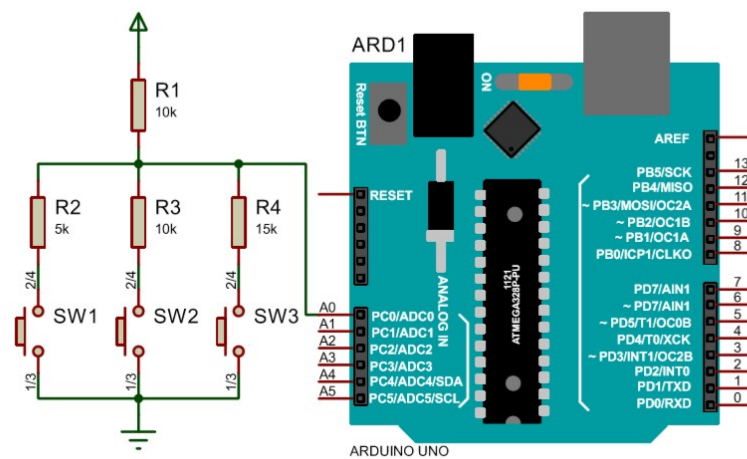 R1
10k
R2
5k
R3
10k
R4
15k
2/4
2/4
2/4
SW1
SW2
SW3
1/3
1/3
1/3
ARD1
Reset BTN
ON
RESET
ANALOG IN
1121
ATMEGA328P-PU
A0
PC0/ADC0
A1
PC1/ADC1
A2
PC2/ADC2
A3
PC3/ADC3
A4
PC4/ADC4/SDA
A5
PC5/ADC5/SCL
AREF
PB5/SCK 13
PB4/MISO 12
~ PB3/MOSI/OC2A 11
~ PB2/OC1B 10
~ PB1/OC1A 9
PB0/ICP1/CLKO 8
PD7/AIN1 7
~ PD7/AIN1 6
~ PD5/T1/OC0B 5
PD4/T0/XCK 4
~ PD3/INT1/OC2B 3
PD2/INT0 2
PD1/TXD 1
PD0/RXD 0
ARDUINO UNO